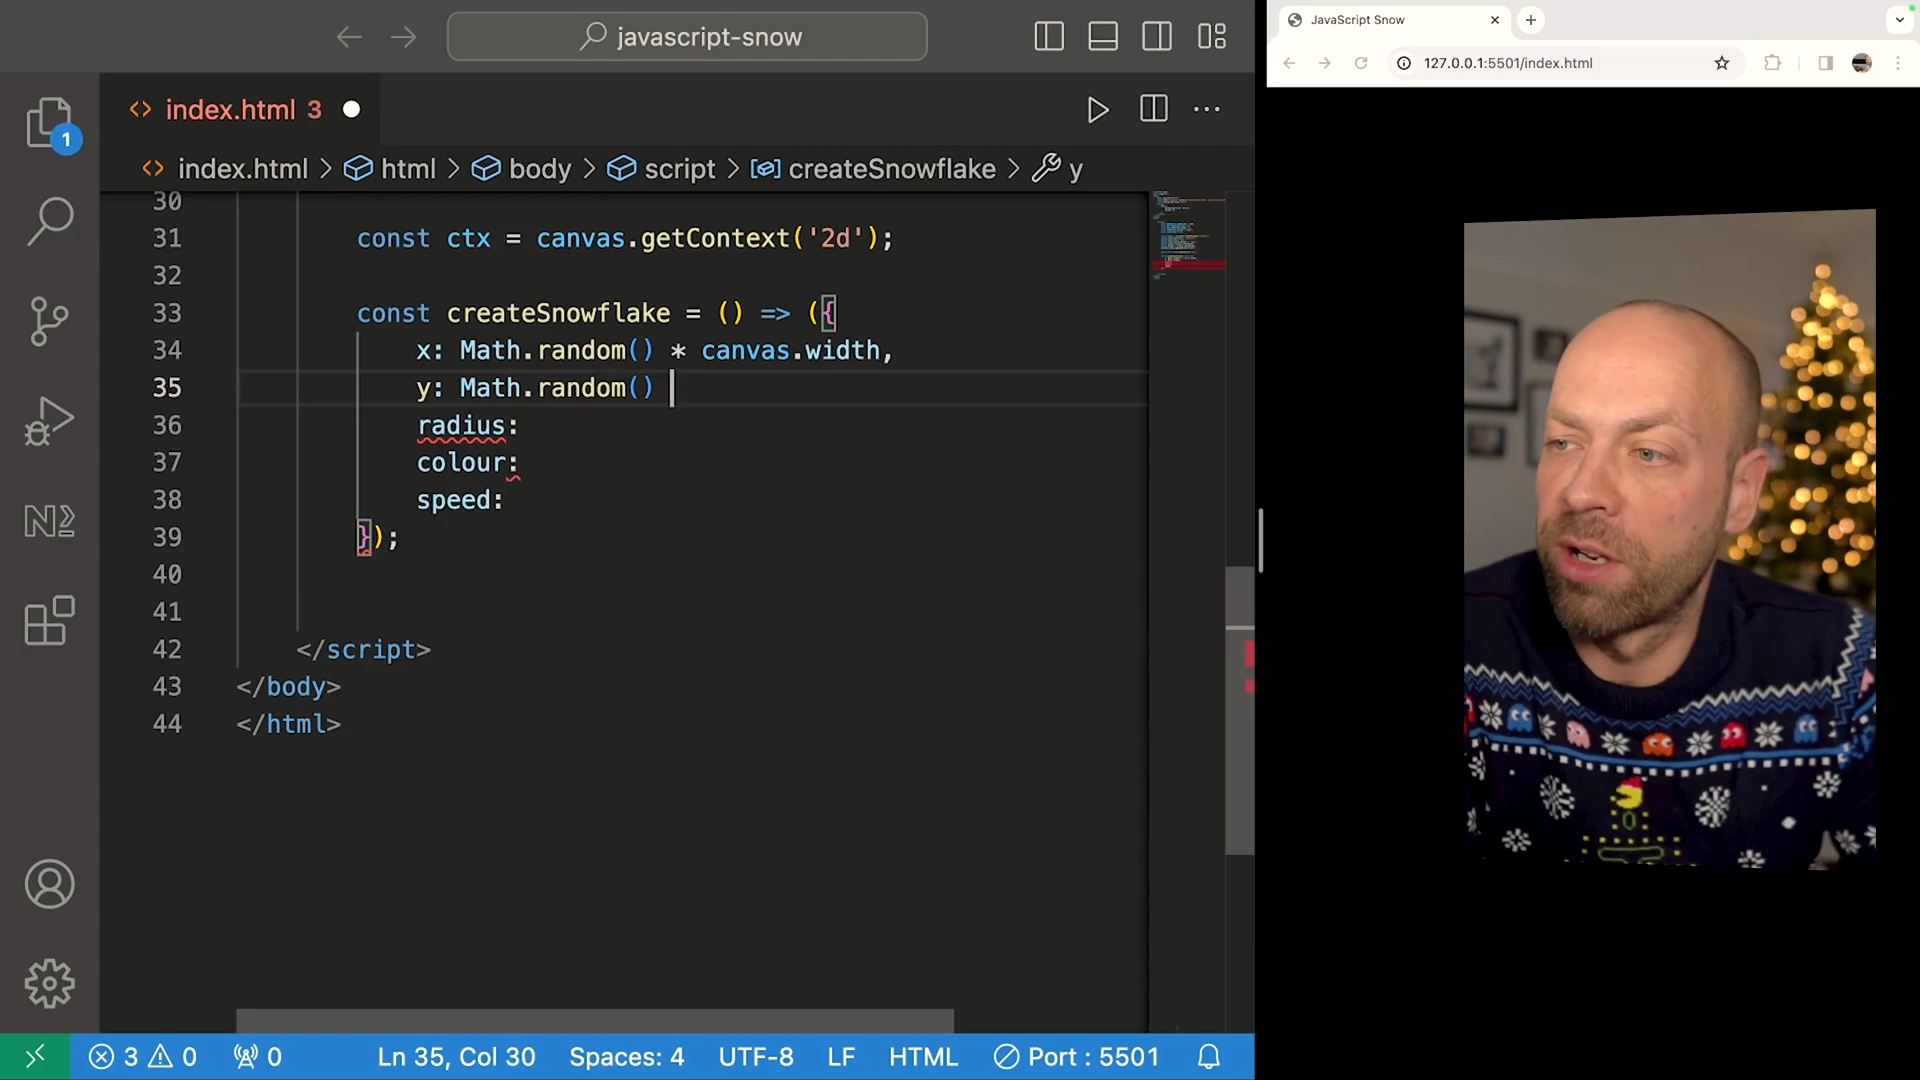 javascript-snow
index.html 3
index.html > html > body > script > createSnowflake > y
30
31 const ctx = canvas.getContext('2d');
32
33 const createSnowflake = () => ({
34 x: Math.random() * canvas.width,
35 y: Math.random()
36 radius:
37 colour:
38 speed:
39 });
40
41
42 </script>
43 </body>
44 </html>
1
3 0 0 Ln 35, Col 30 Spaces: 4 UTF-8 LF HTML Port : 5501
JavaScript Snow
127.0.0.1:5501/index.html